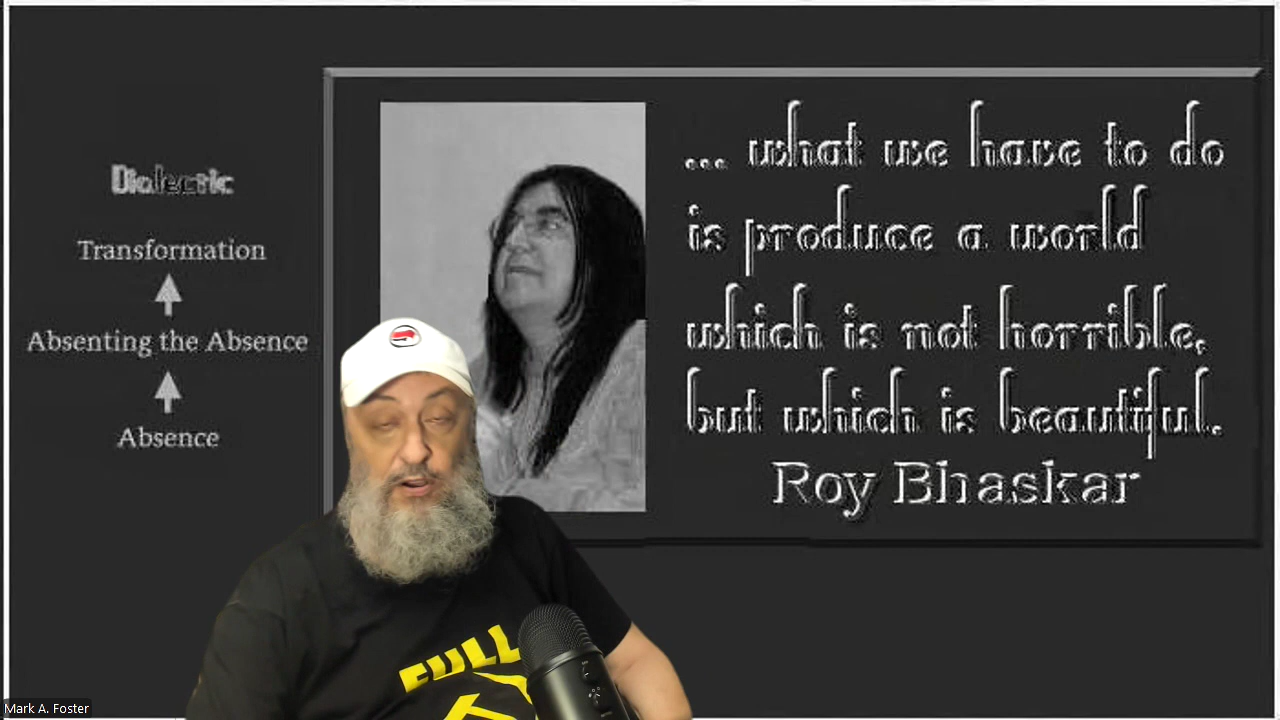 Dialectic
Transformation
Absenting the Absence
Absence
... what we have to do
is produce a world
which is not horrible,
but which is beautiful.
Roy Bhaskar
FULL
Mark A. Foster